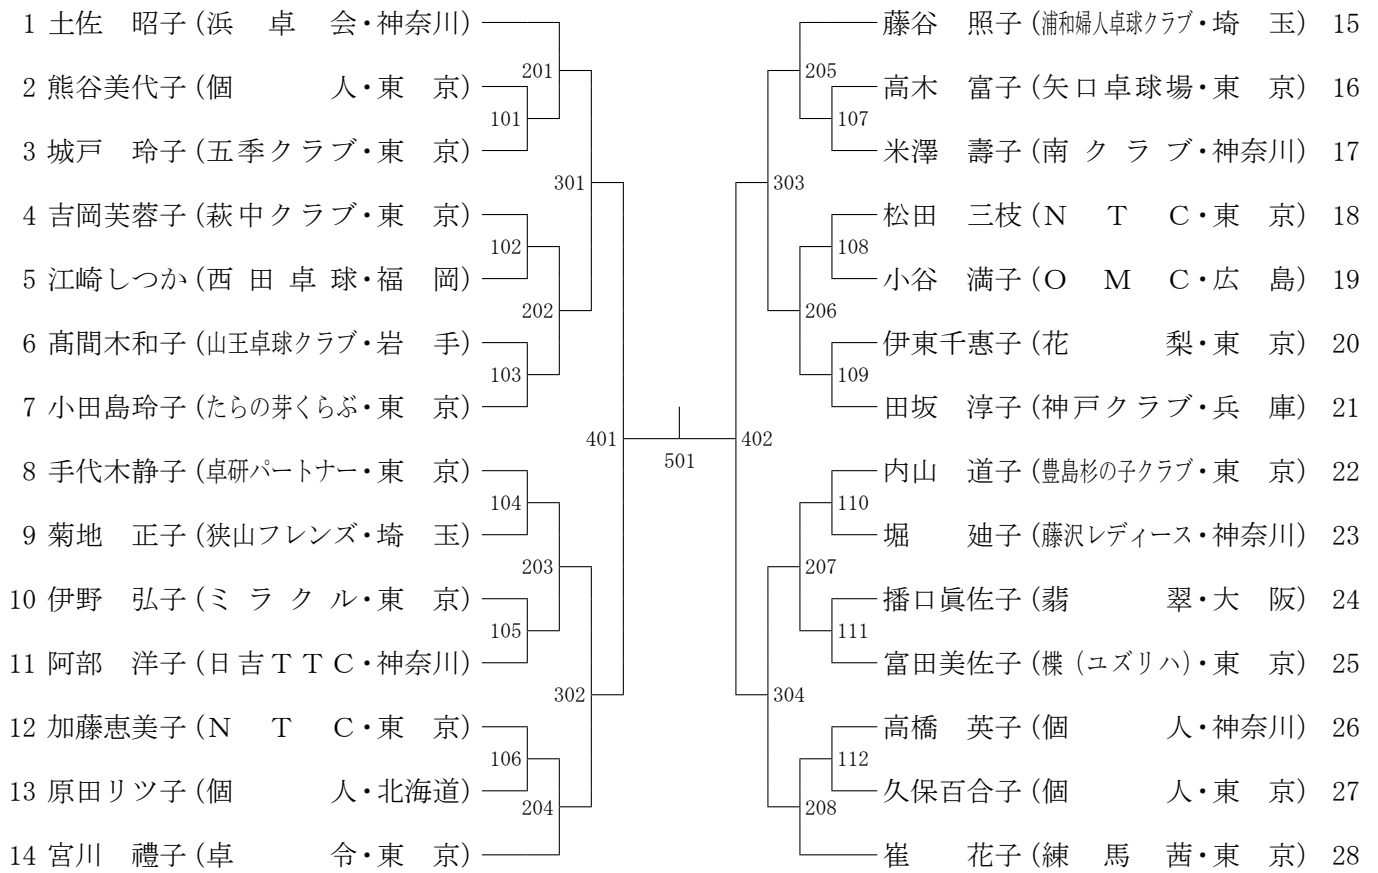 1 土佐　昭子 (浜卓会・神奈川)
2 熊谷美代子 (個人・東京)
3 城戸　玲子 (五季クラブ・東京)
4 吉岡芙蓉子 (萩中クラブ・東京)
5 江崎しつか (西田卓球・福岡)
6 髙間木和子 (山王卓球クラブ・岩手)
7 小田島玲子 (たらの芽くらぶ・東京)
8 手代木静子 (卓研パートナー・東京)
9 菊地　正子 (狭山フレンズ・埼玉)
10 伊野　弘子 (ミラクル・東京)
11 阿部　洋子 (日吉ＴＴＣ・神奈川)
12 加藤恵美子 (ＮＴＣ・東京)
13 原田リツ子 (個人・北海道)
14 宮川　禮子 (卓令・東京)
101
102
103
104
105
106
201
202
203
204
301
302
401
501
402
303
304
205
206
207
208
107
108
109
110
111
112
藤谷　照子 (浦和婦人卓球クラブ・埼玉) 15
高木　富子 (矢口卓球場・東京) 16
米澤　壽子 (南クラブ・神奈川) 17
松田　三枝 (ＮＴＣ・東京) 18
小谷　満子 (ＯＭＣ・広島) 19
伊東千惠子 (花梨・東京) 20
田坂　淳子 (神戸クラブ・兵庫) 21
内山　道子 (豊島杉の子クラブ・東京) 22
堀　　廸子 (藤沢レディース・神奈川) 23
播口眞佐子 (翡翠・大阪) 24
富田美佐子 (楪 (ユズリハ)・東京) 25
高橋　英子 (個人・神奈川) 26
久保百合子 (個人・東京) 27
崔　　花子 (練馬茜・東京) 28